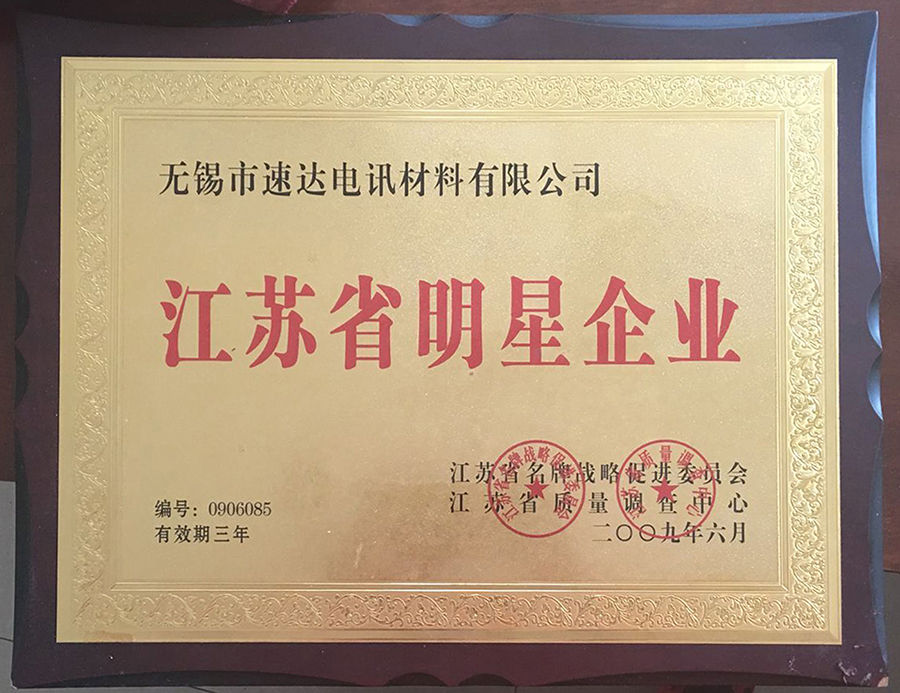 无锡市速达电讯材料有限公司
江苏省明星企业
江苏省名牌战略促进委员会
江苏省质量调查中心
编号：0906085
二〇〇九年六月
有效期三年